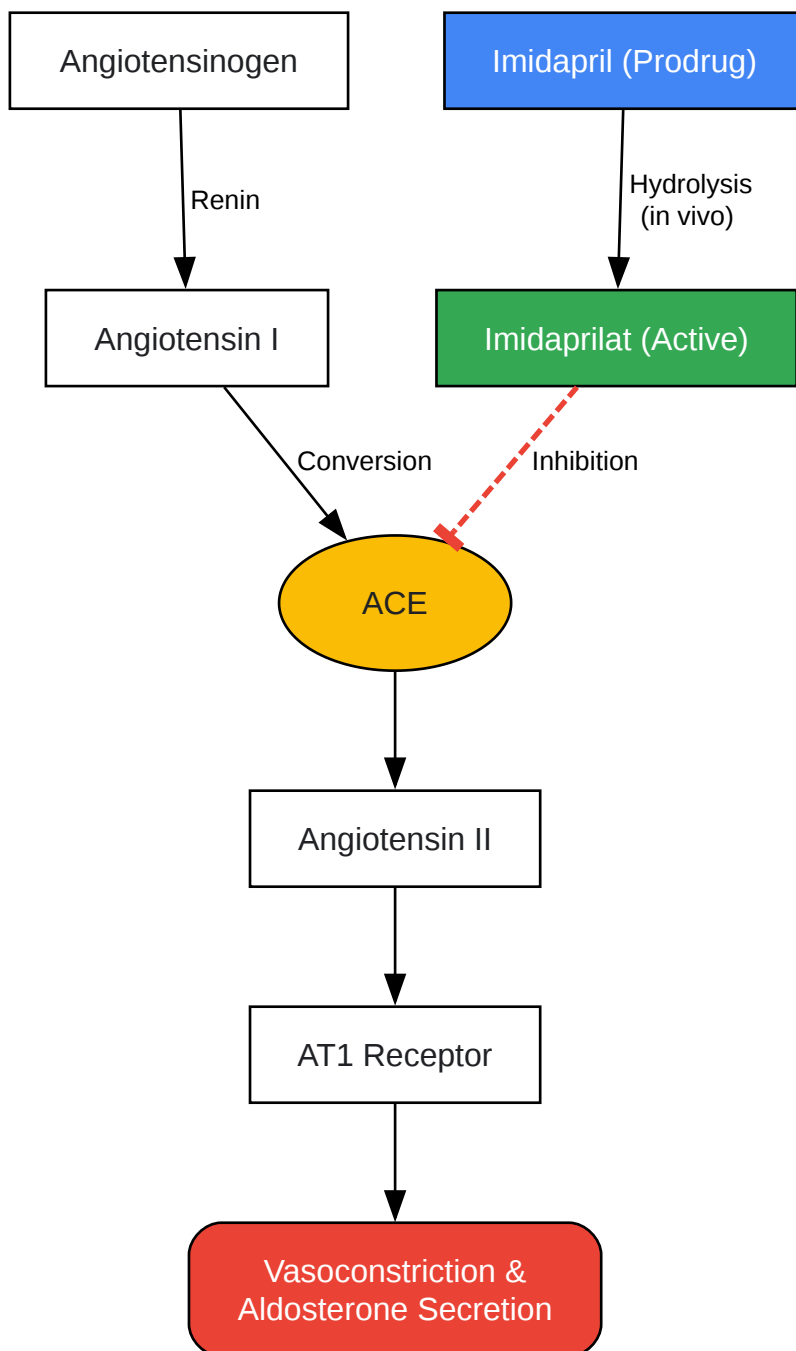 Angiotensinogen
Imidapril (Prodrug)
Renin
Hydrolysis
(in vivo)
Angiotensin I
Imidaprilat (Active)
Conversion
Inhibition
ACE
Angiotensin II
AT1 Receptor
Vasoconstriction &
Aldosterone Secretion